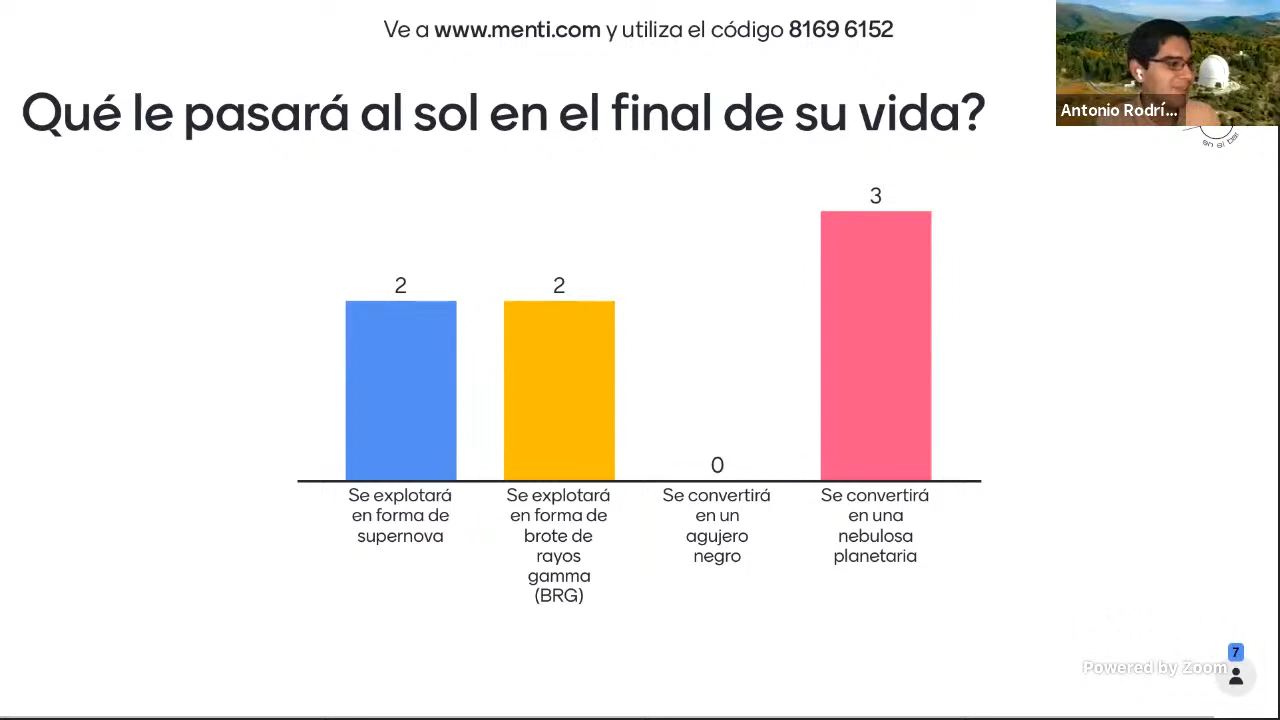 Ve a www.menti.com y utiliza el código 8169 6152
Qué le pasará al sol en el final de su vida?
Antonio Rodrí...
en el bar
3
2
2
0
Se explotará
en forma de
supernova
Se explotará
en forma de
brote de
rayos
gamma
(BRG)
Se convertirá
en un
agujero
negro
Se convertirá
en una
nebulosa
planetaria
7
Powered by Zoom